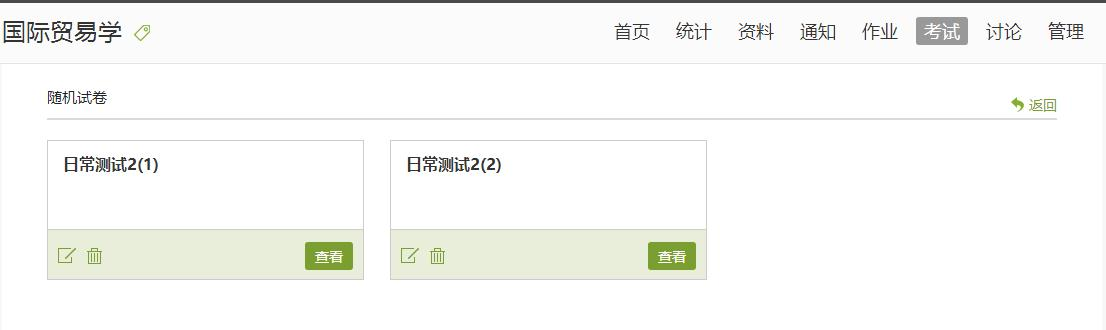 国际贸易学
首页 统计 资料 通知 作业 考试 讨论 管理
随机试卷
返回
日常测试2(1)
日常测试2(2)
查看
查看